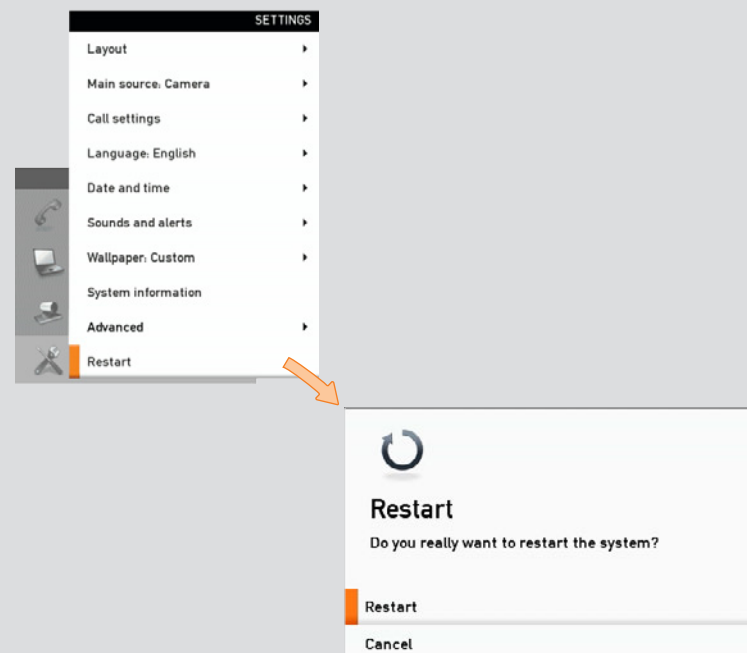 SETTINGS
Layout
Main source: Camera
Call settings
Language: English
Date and time
Sounds and alerts
Wallpaper: Custom
System information
Advanced
Restart
Restart
Do you really want to restart the system?
Restart
Cancel